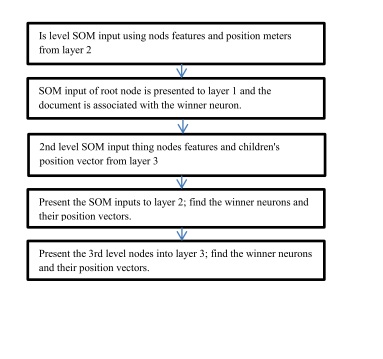 Is level SOM input using nods features and position meters
from layer 2
SOM input of root node is presented to layer 1 and the
document is associated with the winner neuron.
2nd level SOM input thing nodes features and children's
position vector from layer 3
Present the SOM inputs to layer 2; find the winner neurons and
their position vectors.
Present the 3rd level nodes into layer 3; find the winner neurons
and their position vectors.